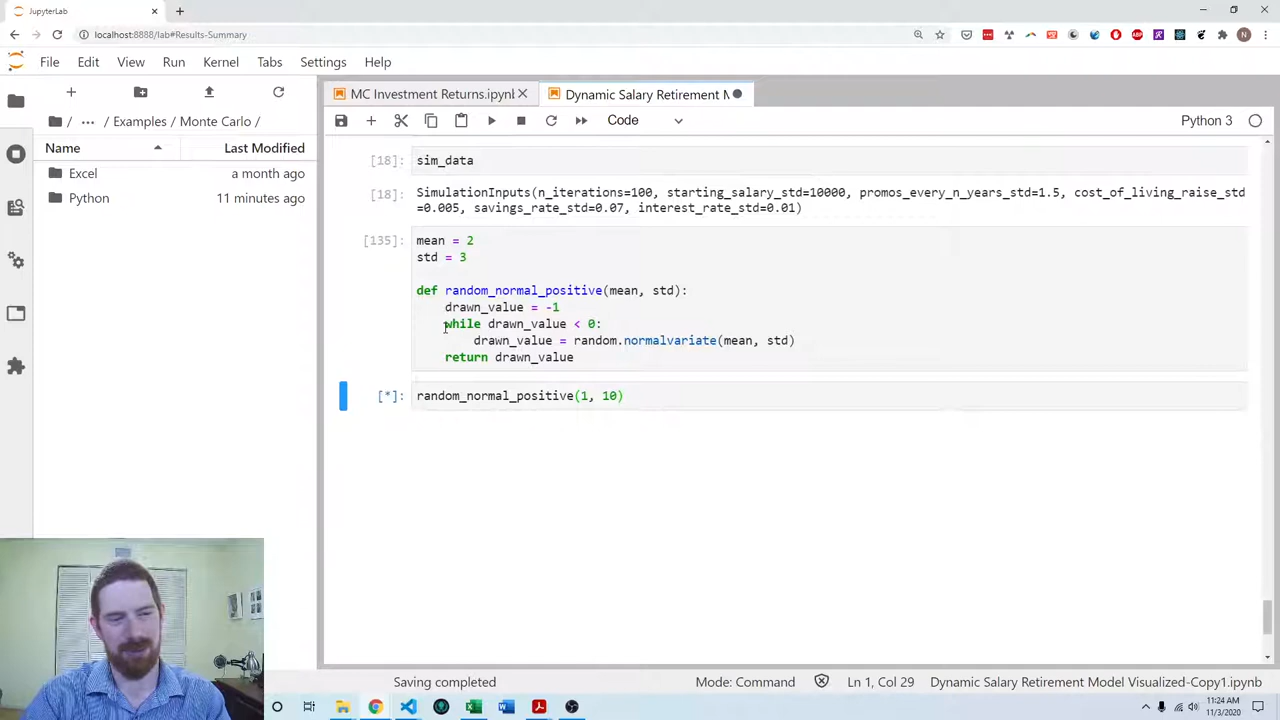 JupyterLab
localhost:8888/lab#Results-Summary
N
File Edit View Run Kernel Tabs Settings Help
MC Investment Returns.ipynb
Dynamic Salary Retirement M
/ ... / Examples / Monte Carlo /
Code
Python 3
Name Last Modified
Excel a month ago
Python 11 minutes ago
[18]: sim_data
[18]: SimulationInputs(n_iterations=100, starting_salary_std=10000, promos_every_n_years_std=1.5, cost_of_living_raise_std
=0.005, savings_rate_std=0.07, interest_rate_std=0.01)
[135]: mean = 2
std = 3
def random_normal_positive(mean, std):
drawn_value = -1
while drawn_value < 0:
drawn_value = random.normalvariate(mean, std)
return drawn_value
[*]: random_normal_positive(1, 10)
Saving completed
Mode: Command
Ln 1, Col 29
Dynamic Salary Retirement Model Visualized-Copy1.ipynb
11:24 AM
11/3/2020